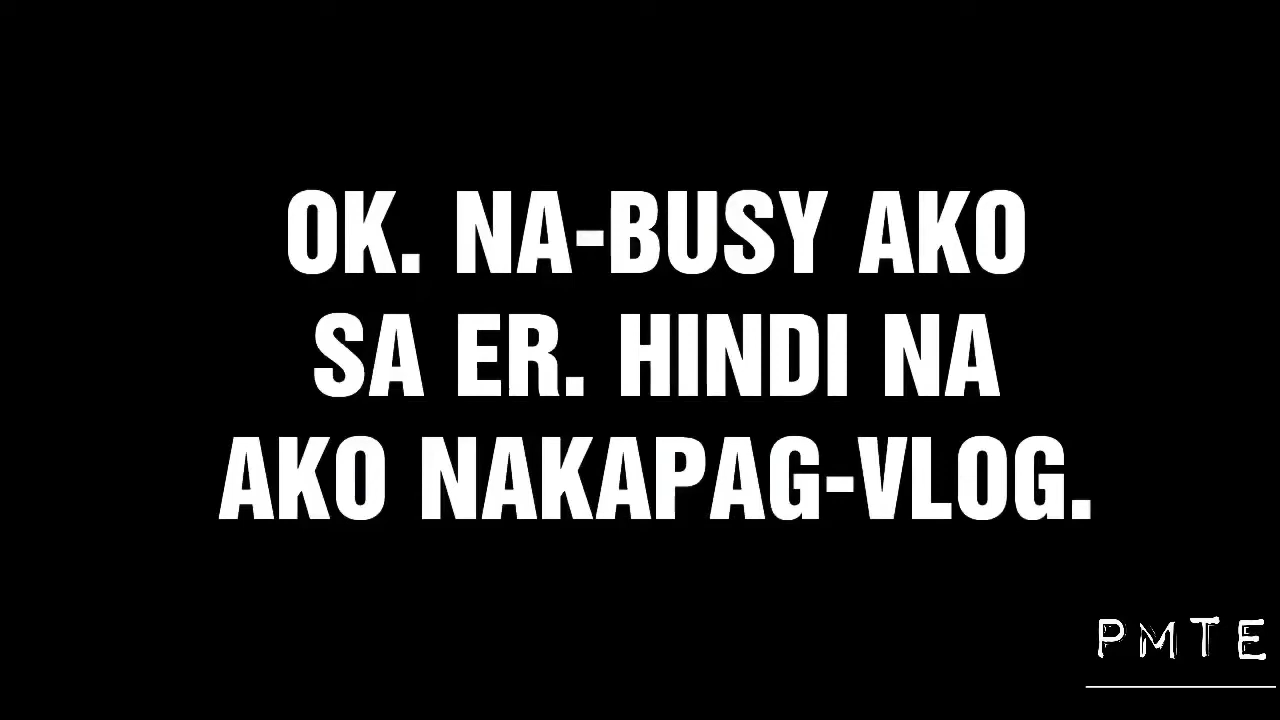 OK. NA-BUSY AKO
SA ER. HINDI NA
AKO NAKAPAG-VLOG.
PMTE